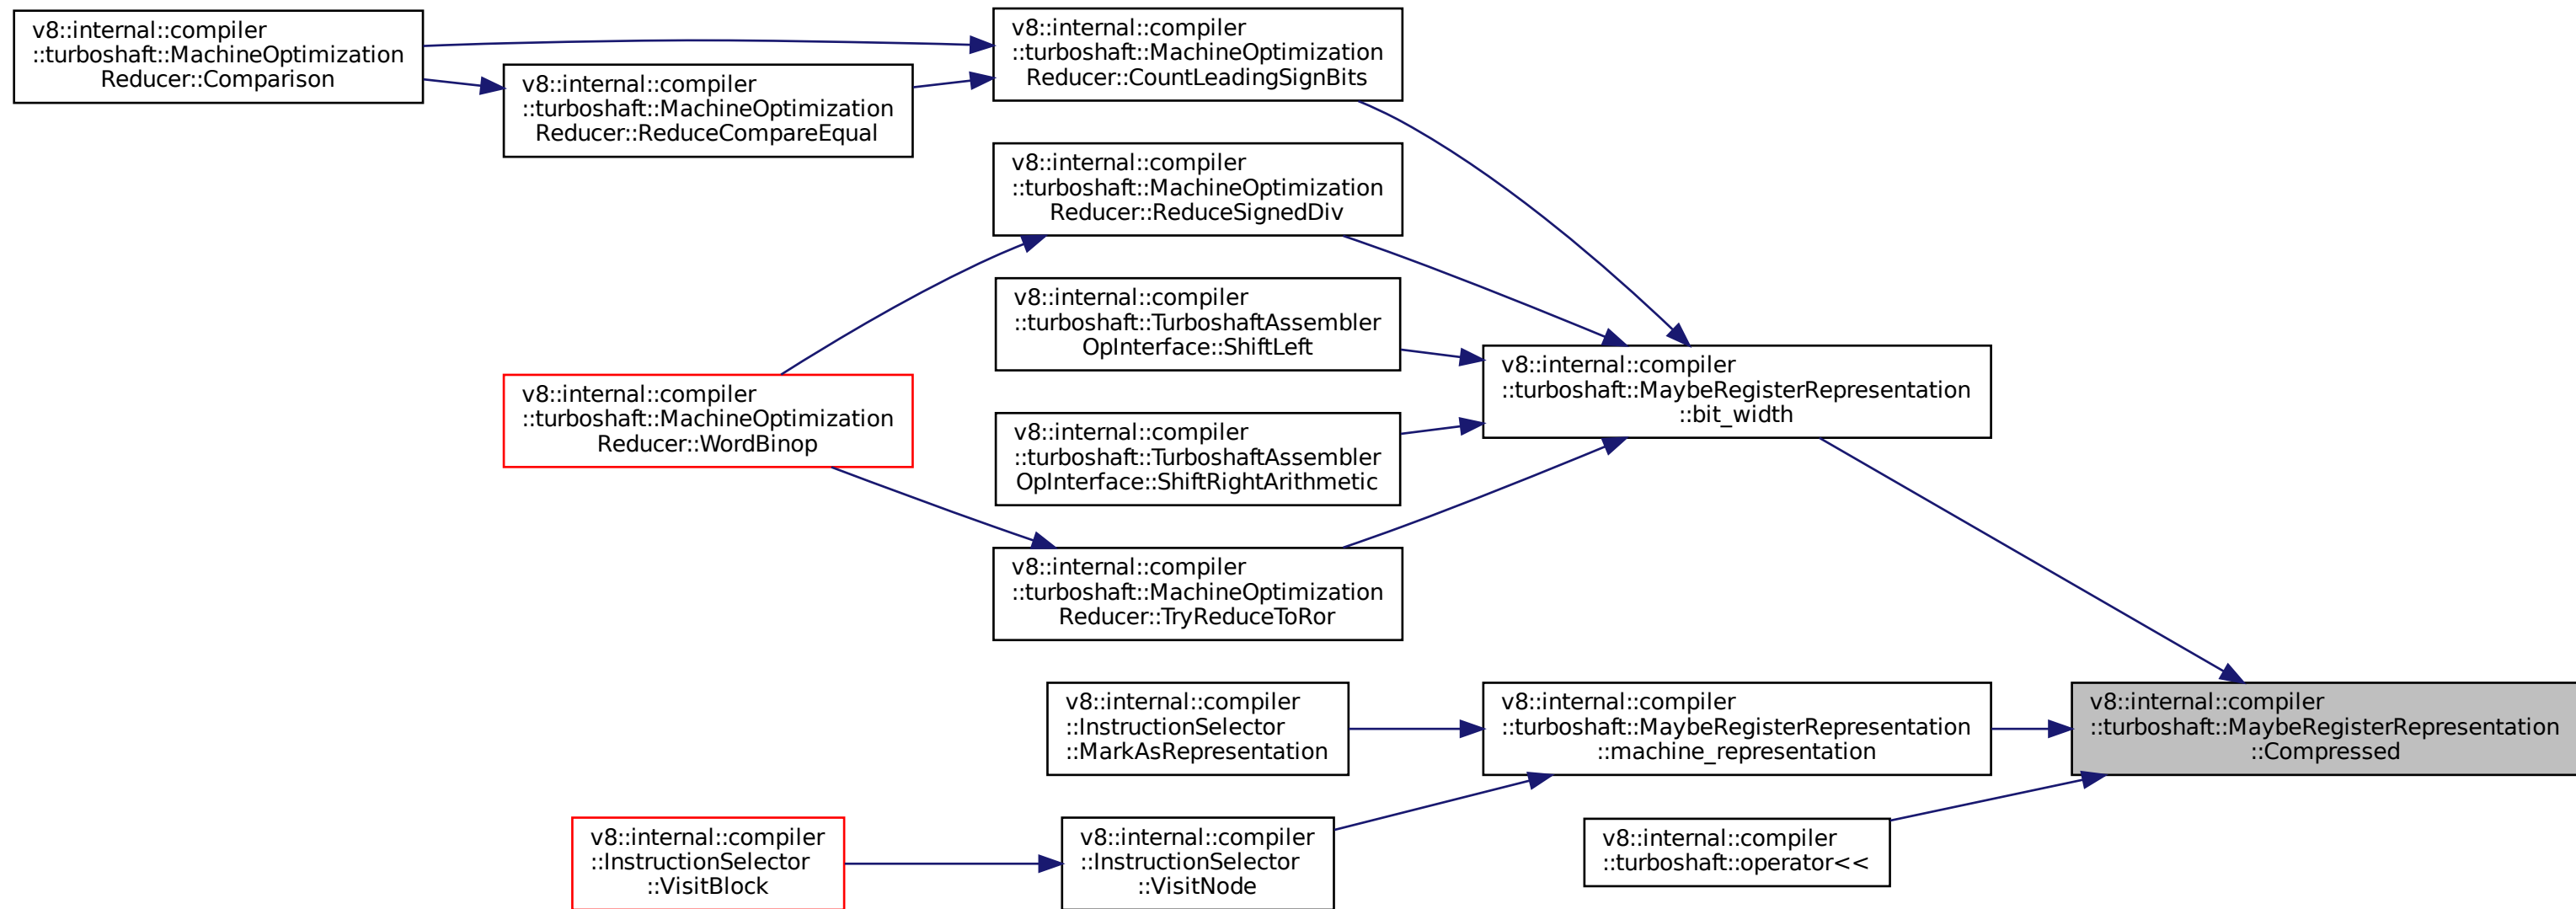 v8::internal::compiler
::turboshaft::MachineOptimization
Reducer::Comparison
v8::internal::compiler
::turboshaft::MachineOptimization
Reducer::CountLeadingSignBits
v8::internal::compiler
::turboshaft::MachineOptimization
Reducer::ReduceCompareEqual
v8::internal::compiler
::turboshaft::MachineOptimization
Reducer::ReduceSignedDiv
v8::internal::compiler
::turboshaft::TurboshaftAssembler
OpInterface::ShiftLeft
v8::internal::compiler
::turboshaft::MaybeRegisterRepresentation
::bit_width
v8::internal::compiler
::turboshaft::MachineOptimization
Reducer::WordBinop
v8::internal::compiler
::turboshaft::TurboshaftAssembler
OpInterface::ShiftRightArithmetic
v8::internal::compiler
::turboshaft::MachineOptimization
Reducer::TryReduceToRor
v8::internal::compiler
::InstructionSelector
::MarkAsRepresentation
v8::internal::compiler
::turboshaft::MaybeRegisterRepresentation
::machine_representation
v8::internal::compiler
::turboshaft::MaybeRegisterRepresentation
::Compressed
v8::internal::compiler
::InstructionSelector
::VisitBlock
v8::internal::compiler
::InstructionSelector
::VisitNode
v8::internal::compiler
::turboshaft::operator<<